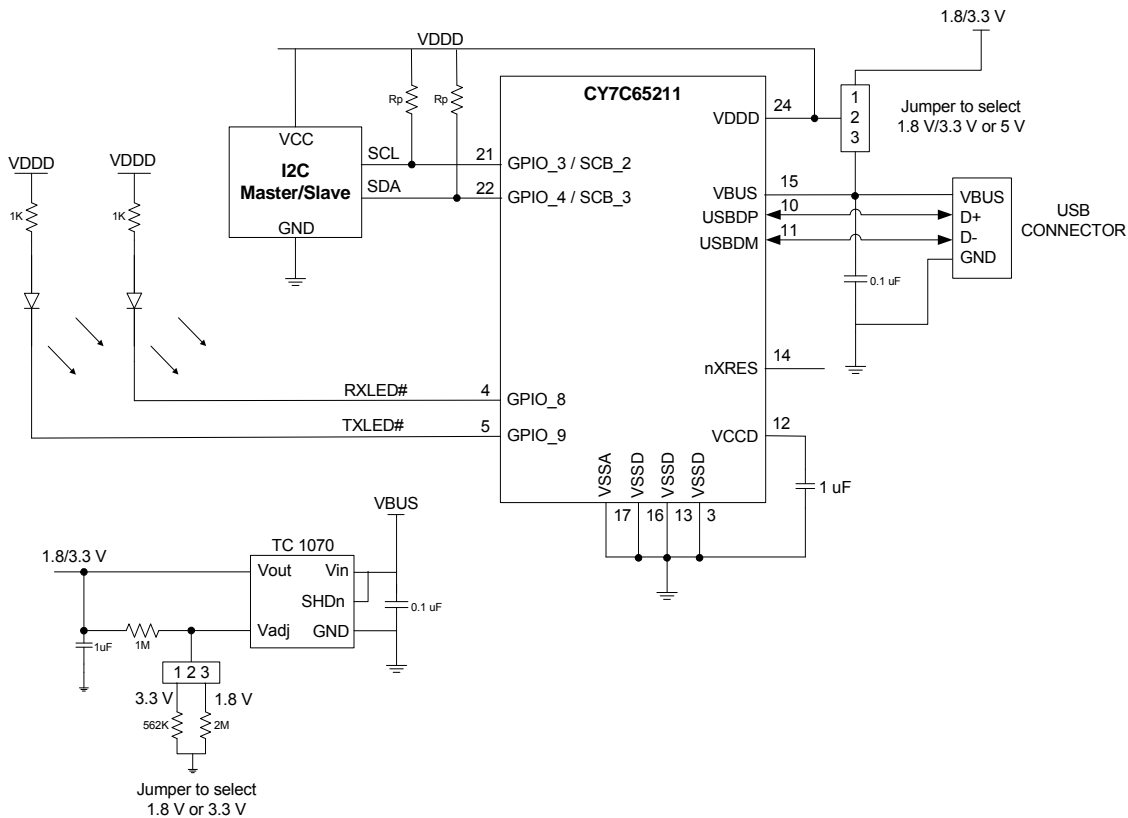 1.8/3.3 V
VDDD
CY7C65211
Rp
Rp
VDDD
24
1
2
3
Jumper to select
1.8 V/3.3 V or 5 V
VCC
I2C
Master/Slave
GND
SCL
21
GPIO_3 / SCB_2
SDA
22
GPIO_4 / SCB_3
VDDD
VDDD
1K
1K
VBUS
15
USBDP
10
USBDM
11
VBUS
D+
D-
GND
USB
CONNECTOR
0.1 uF
nXRES
14
RXLED#
4
GPIO_8
TXLED#
5
GPIO_9
VCCD
12
1 uF
VSSA
VSSD
VSSD
VSSD
17
16
13
3
VBUS
1.8/3.3 V
TC 1070
Vout
Vin
SHDn
Vadj
GND
0.1 uF
1uF
1M
1 2 3
3.3 V
1.8 V
562K
2M
Jumper to select
1.8 V or 3.3 V